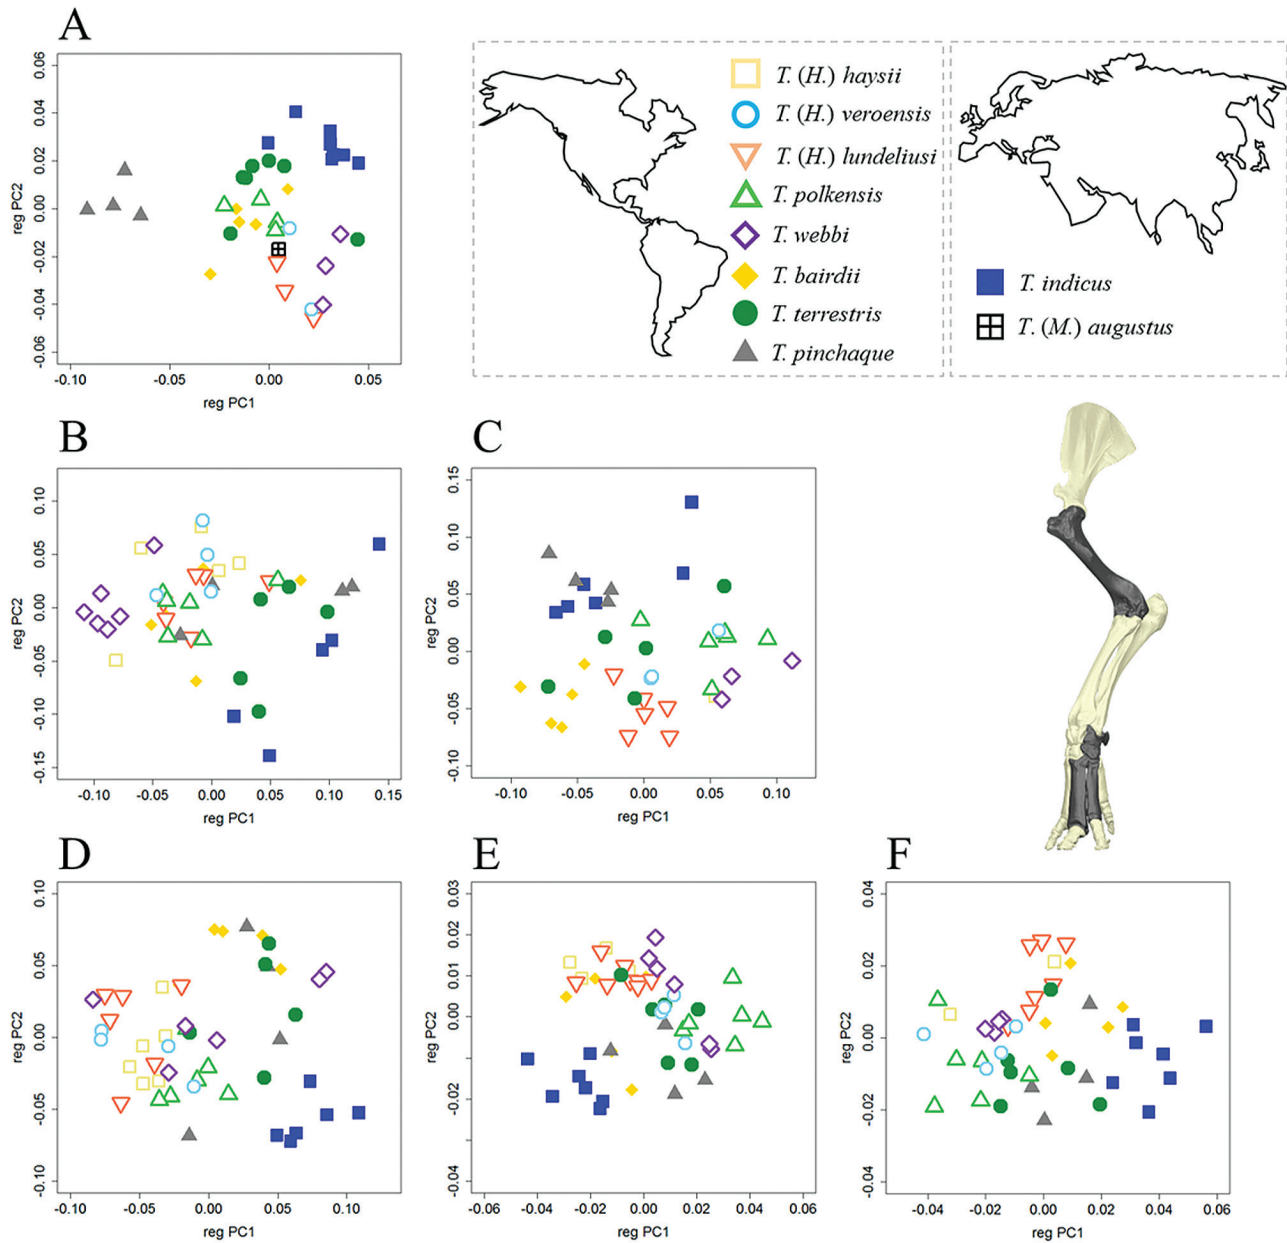 A
0.06
0.04
0.02
0.00
-0.02
-0.04
-0.06
reg PC2
-0.10
-0.05
0.00
0.05
reg PC1
T. (H.) haysii
T. (H.) veroensis
T. (H.) lundeliusi
T. polkensis
T. webbi
T. bairdii
T. terrestris
T. pinchaque
T. indicus
T. (M.) augustus
B
0.10
0.05
0.00
-0.05
-0.10
-0.15
reg PC2
-0.10
-0.05
0.00
0.05
0.10
0.15
reg PC1
C
0.15
0.10
0.05
0.00
-0.05
-0.10
reg PC2
-0.10
-0.05
0.00
0.05
0.10
reg PC1
D
0.10
0.05
0.00
-0.05
-0.10
reg PC2
-0.10
-0.05
0.00
0.05
0.10
reg PC1
E
0.03
0.02
0.01
0.00
-0.02
-0.04
reg PC2
-0.06
-0.04
-0.02
0.00
0.02
0.04
0.06
reg PC1
F
0.04
0.02
0.00
-0.02
-0.04
reg PC2
-0.04
-0.02
0.00
0.02
0.04
0.06
reg PC1